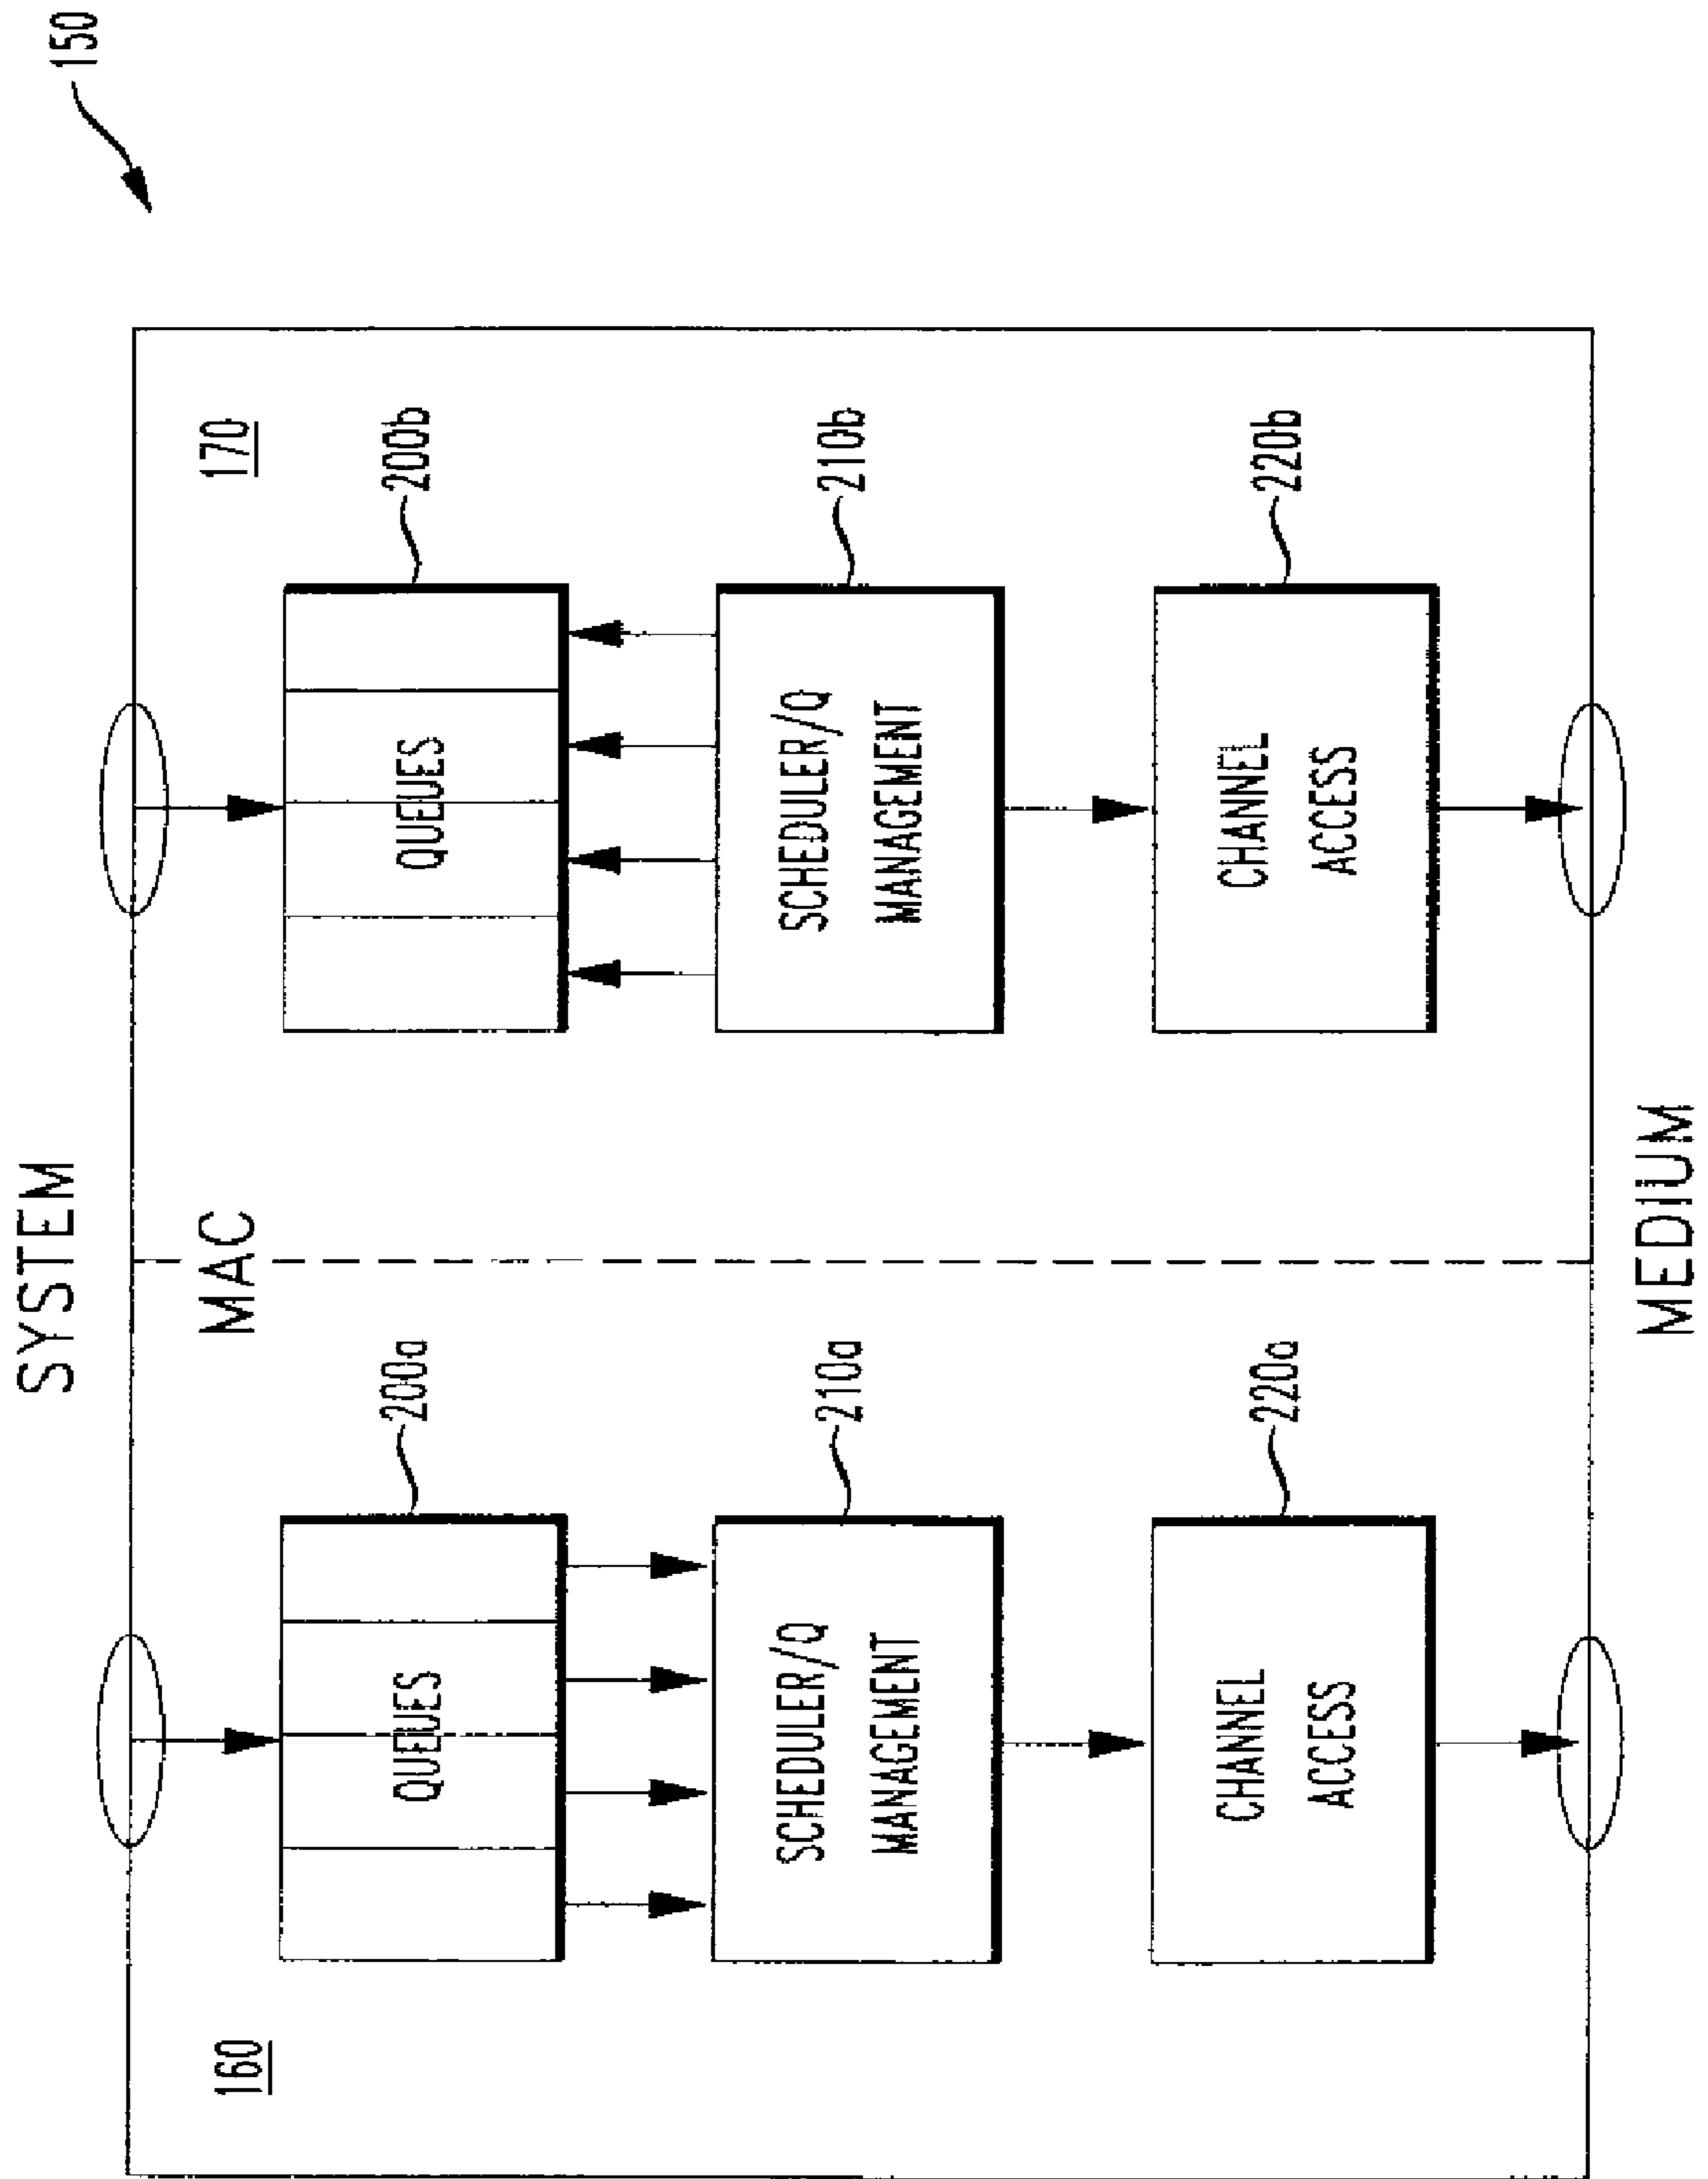 150
SYSTEM
MAC
160
170
200a
QUEUES
210a
SCHEDULER/Q
MANAGEMENT
220a
CHANNEL
ACCESS
200b
QUEUES
210b
SCHEDULER/Q
MANAGEMENT
220b
CHANNEL
ACCESS
MEDIUM